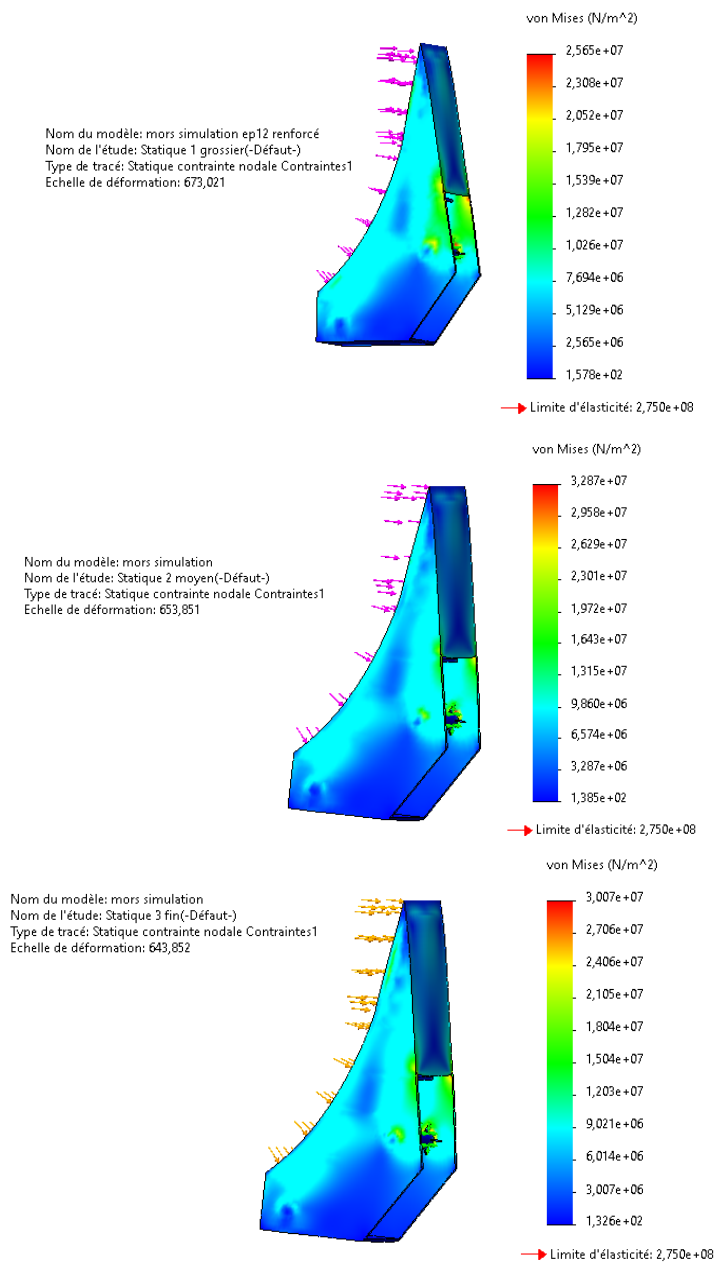 von Mises (N/m^2)
2,565e+07
2,308e+07
2,052e+07
1,795e+07
1,539e+07
1,282e+07
1,026e+07
7,694e+06
5,129e+06
2,565e+06
1,578e+02
Nom du modèle: mors simulation ep12 renforcé
Nom de l'étude: Statique 1 grossier(-Défaut-)
Type de tracé: Statique contrainte nodale Contraintes1
Echelle de déformation: 673,021
Limite d'élasticité: 2,750e+08
von Mises (N/m^2)
3,287e+07
2,958e+07
2,629e+07
2,301e+07
1,972e+07
1,643e+07
1,315e+07
9,860e+06
6,574e+06
3,287e+06
1,385e+02
Nom du modèle: mors simulation
Nom de l'étude: Statique 2 moyen(-Défaut-)
Type de tracé: Statique contrainte nodale Contraintes1
Echelle de déformation: 653,851
Limite d'élasticité: 2,750e+08
von Mises (N/m^2)
3,007e+07
2,706e+07
2,406e+07
2,105e+07
1,804e+07
1,504e+07
1,203e+07
9,021e+06
6,014e+06
3,007e+06
1,326e+02
Nom du modèle: mors simulation
Nom de l'étude: Statique 3 fin(-Défaut-)
Type de tracé: Statique contrainte nodale Contraintes1
Echelle de déformation: 643,852
Limite d'élasticité: 2,750e+08